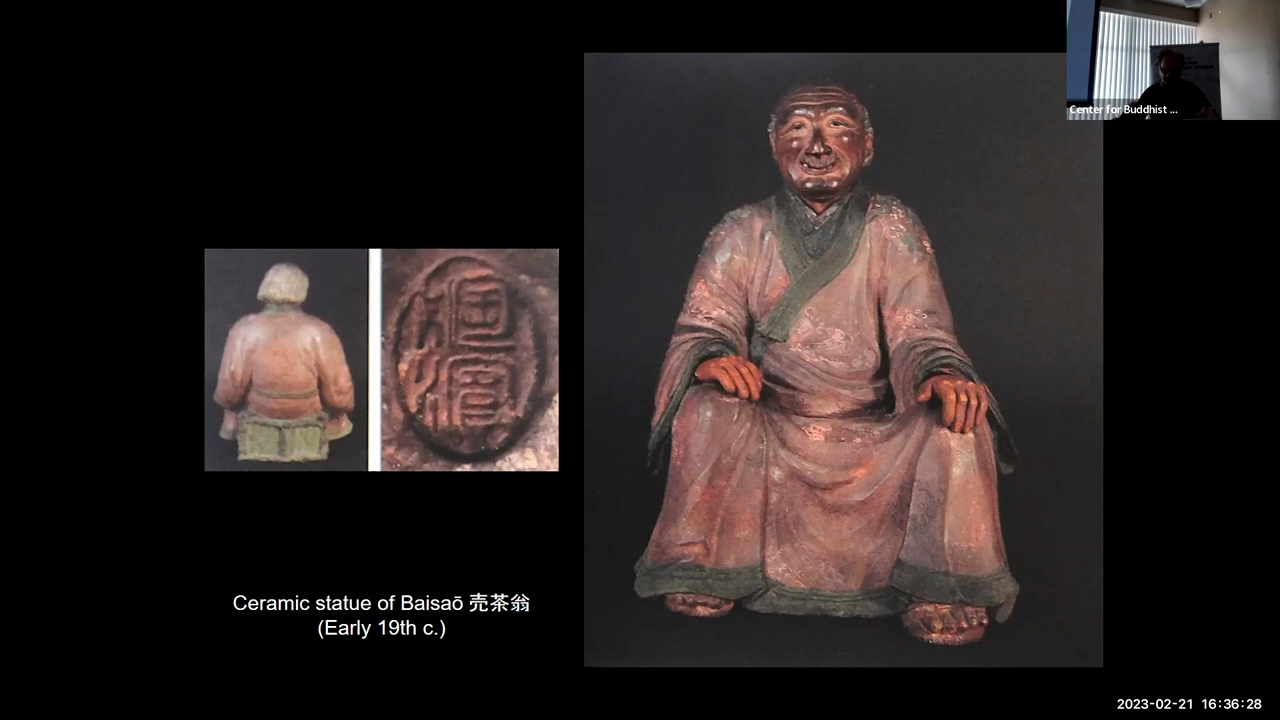 Center for Buddhist ...
Ceramic statue of Baisaō 売茶翁
(Early 19th c.)
2023-02-21 16:36:28